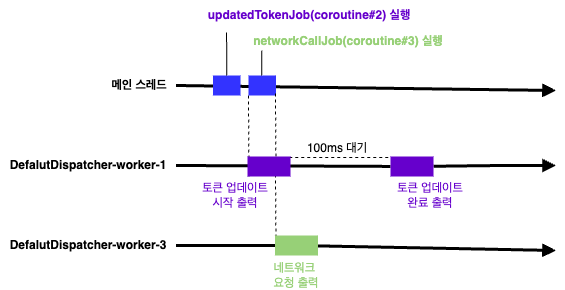 updatedTokenJob(coroutine#2) 실행
networkCallJob(coroutine#3) 실행
메인 스레드
100ms 대기
DefalutDispatcher-worker-1
토큰 업데이트
시작 출력
토큰 업데이트
완료 출력
DefalutDispatcher-worker-3
네트워크
요청 출력